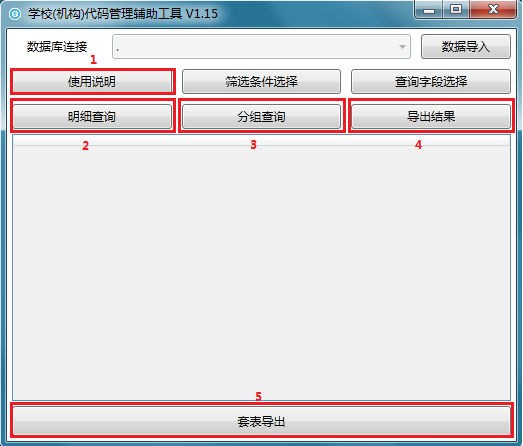 学校(机构)代码管理辅助工具 V1.15
数据库连接 . 数据导入
1
使用说明 筛选条件选择 查询字段选择
明细查询 分组查询 导出结果
2 3 4
5
套表导出